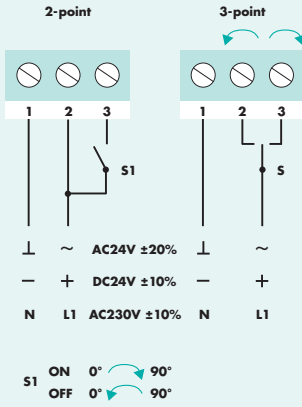 2-point 3-point
1 2 3 1 2 3
S1 S
⊥ ~ AC24V ±20% ⊥ ~
− + DC24V ±10% − +
N L1 AC230V ±10% N L1
S1 ON 0° 90°
OFF 0° 90°